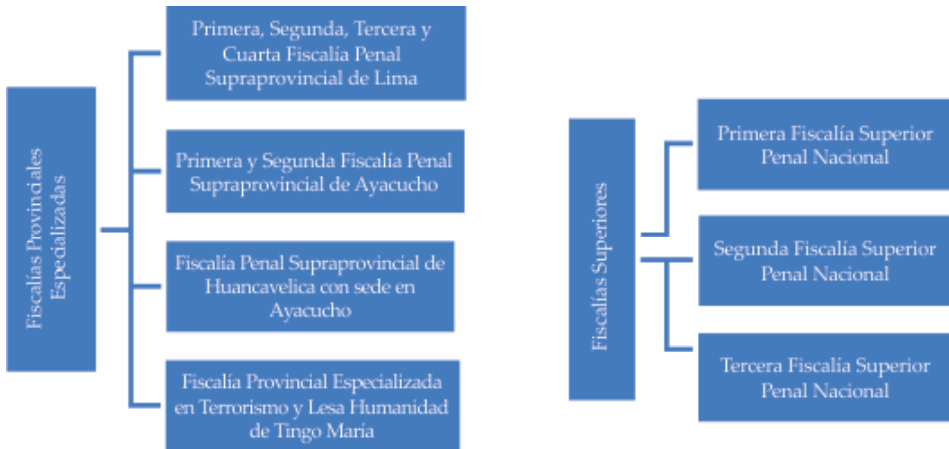 Fiscalías Provinciales
Especializadas
Primera, Segunda, Tercera y
Cuarta Fiscalía Penal
Supraprovincial de Lima
Primera y Segunda Fiscalía Penal
Supraprovincial de Ayacucho
Fiscalía Penal Supraprovincial de
Huancavelica con sede en
Ayacucho
Fiscalía Provincial Especializada
en Terrorismo y Lesa Humanidad
de Tingo María
Fiscalías Superiores
Primera Fiscalía Superior
Penal Nacional
Segunda Fiscalía Superior
Penal Nacional
Tercera Fiscalía Superior
Penal Nacional